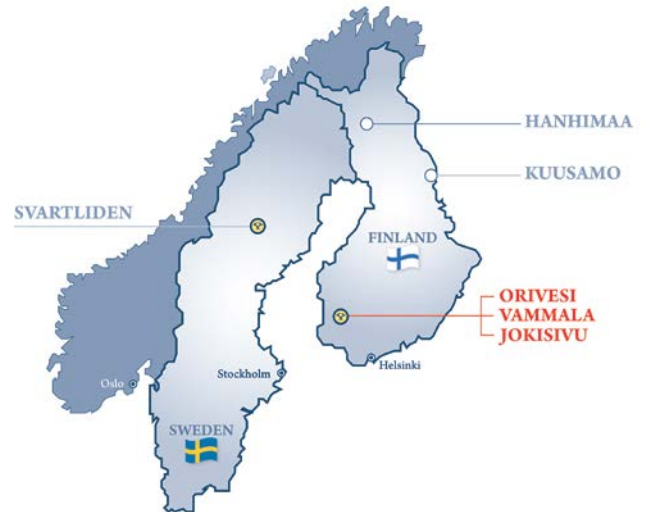 HANHIMAA
KUUSAMO
SVARTLIDEN
FINLAND
ORIVESI
VAMMALA
JOKISIVU
Helsinki
Stockholm
Oslo
SWEDEN